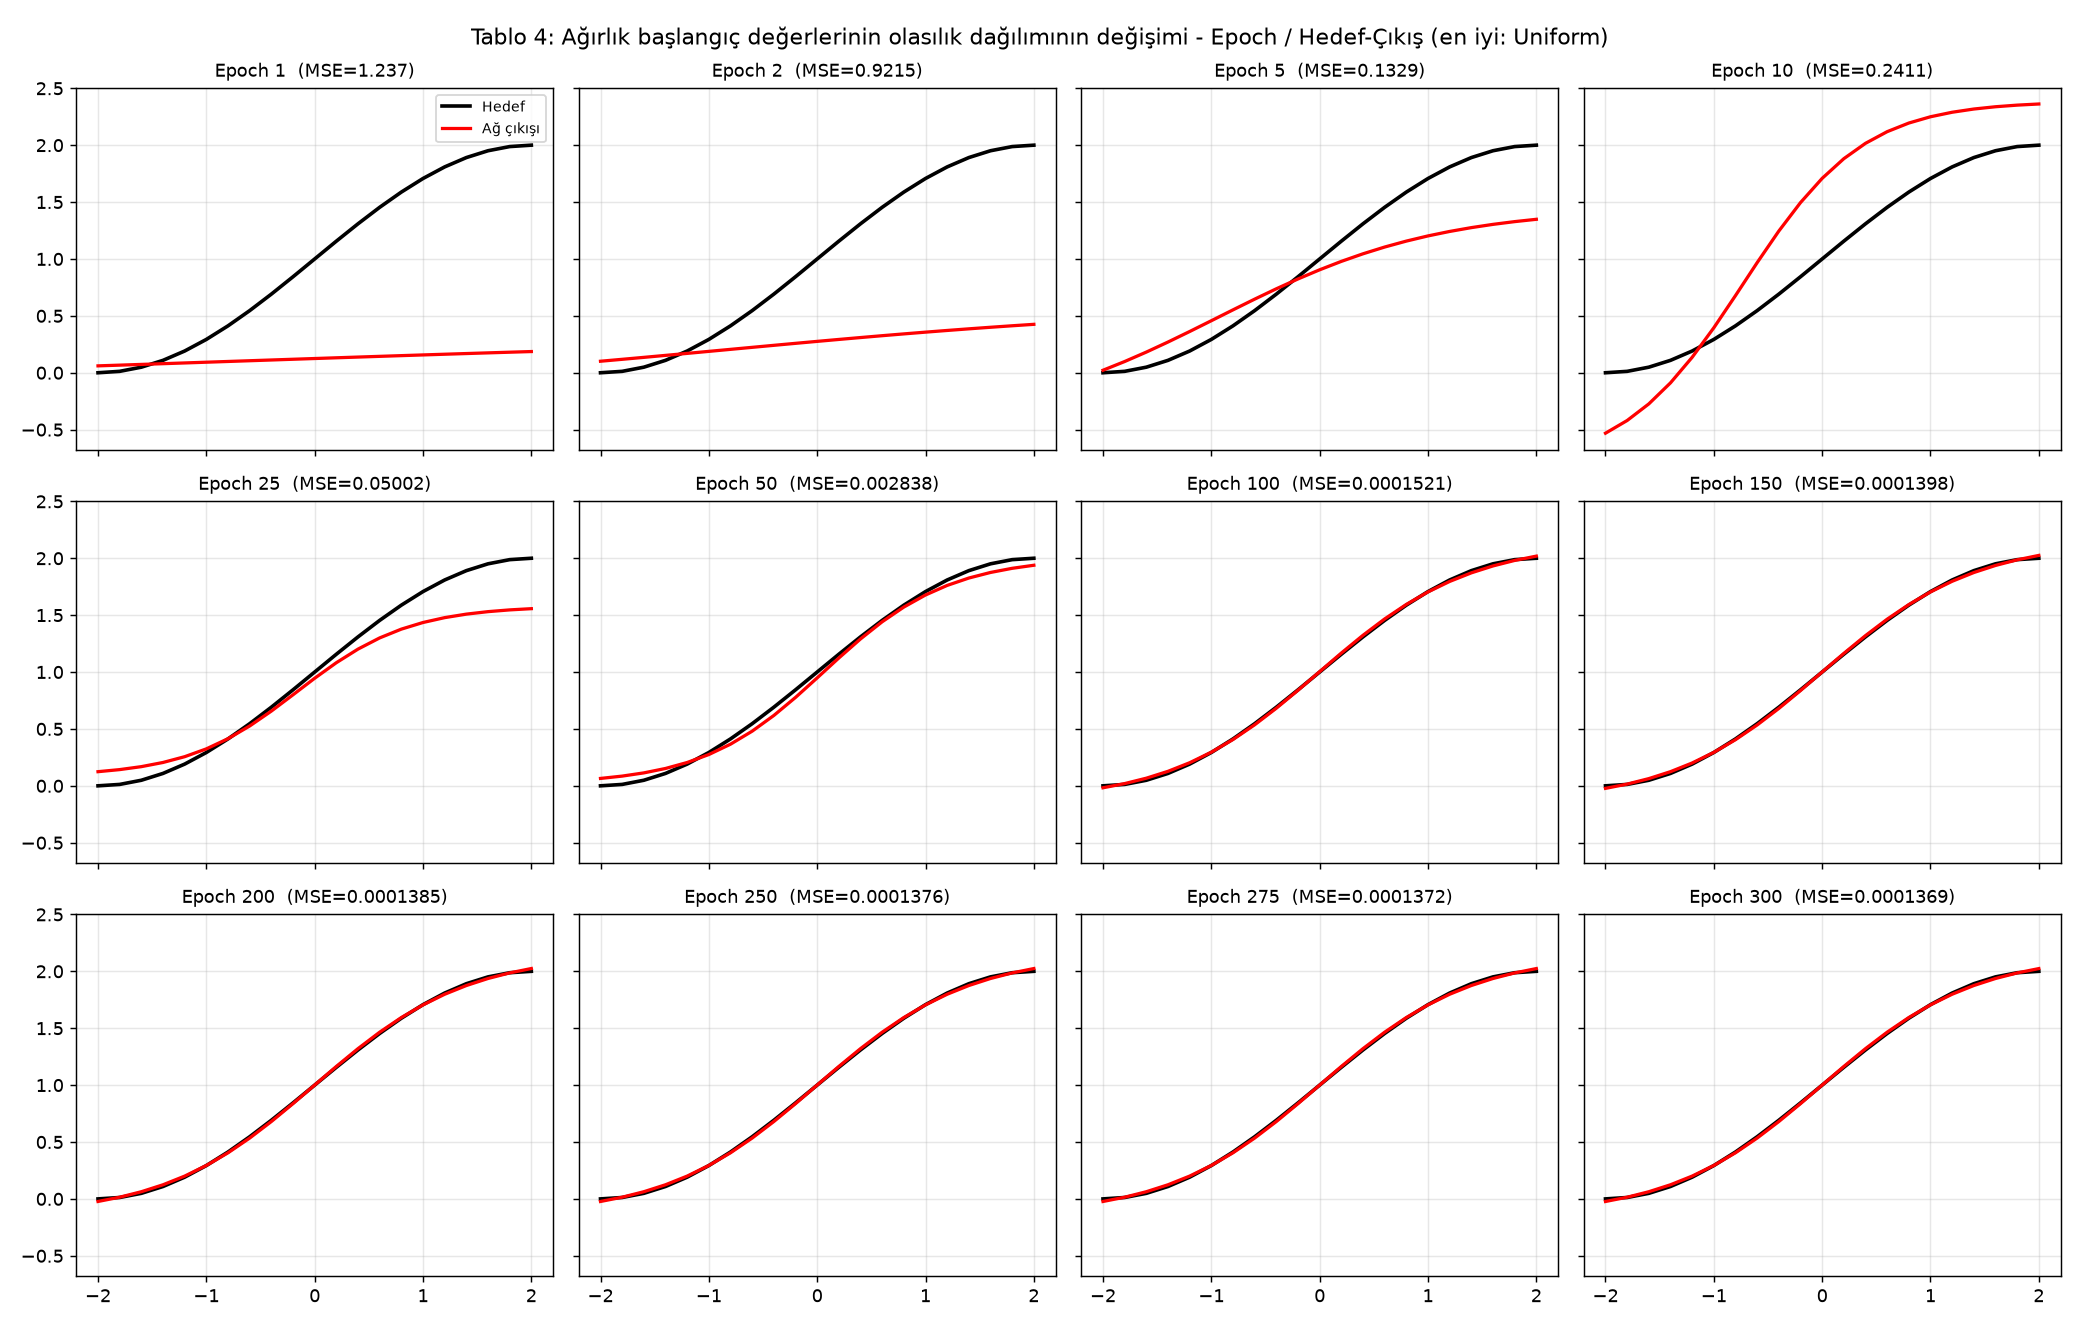 Tablo 4: Ağırlık başlangıç değerlerinin olasılık dağılımının değişimi - Epoch / Hedef-Çıkış (en iyi: Uniform)
Epoch 1 (MSE=1.237)
Hedef
Ağ çıkışı
2.5
2.0
1.5
1.0
0.5
0.0
−0.5
Epoch 2 (MSE=0.9215)
Epoch 5 (MSE=0.1329)
Epoch 10 (MSE=0.2411)
Epoch 25 (MSE=0.05002)
2.5
2.0
1.5
1.0
0.5
0.0
−0.5
Epoch 50 (MSE=0.002838)
Epoch 100 (MSE=0.0001521)
Epoch 150 (MSE=0.0001398)
Epoch 200 (MSE=0.0001385)
2.5
2.0
1.5
1.0
0.5
0.0
−0.5
−2 −1 0 1 2
Epoch 250 (MSE=0.0001376)
−2 −1 0 1 2
Epoch 275 (MSE=0.0001372)
−2 −1 0 1 2
Epoch 300 (MSE=0.0001369)
−2 −1 0 1 2